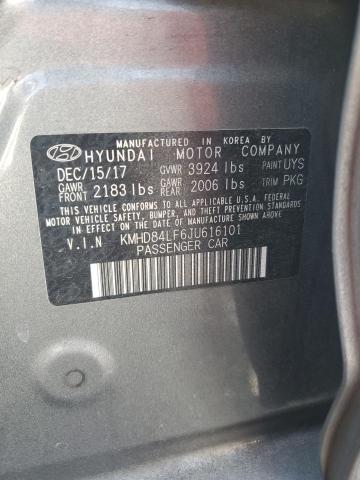 MANUFACTURED IN KOREA BY
HYUNDAI MOTOR COMPANY
DEC/15/17 GVWR 3924 lbs PAINT UYS
GAWR FRONT 2183 lbs GAWR REAR 2006 lbs TRIM PKG
THIS VEHICLE CONFORMS TO ALL APPLICABLE U.S.A. FEDERAL
MOTOR VEHICLE SAFETY, BUMPER, AND THEFT PREVENTION
STANDARDS IN EFFECT ON THE DATE OF MANUFACTURE SHOWN ABOVE.
V.I.N KMHD84LF6JU616101
PASSENGER CAR